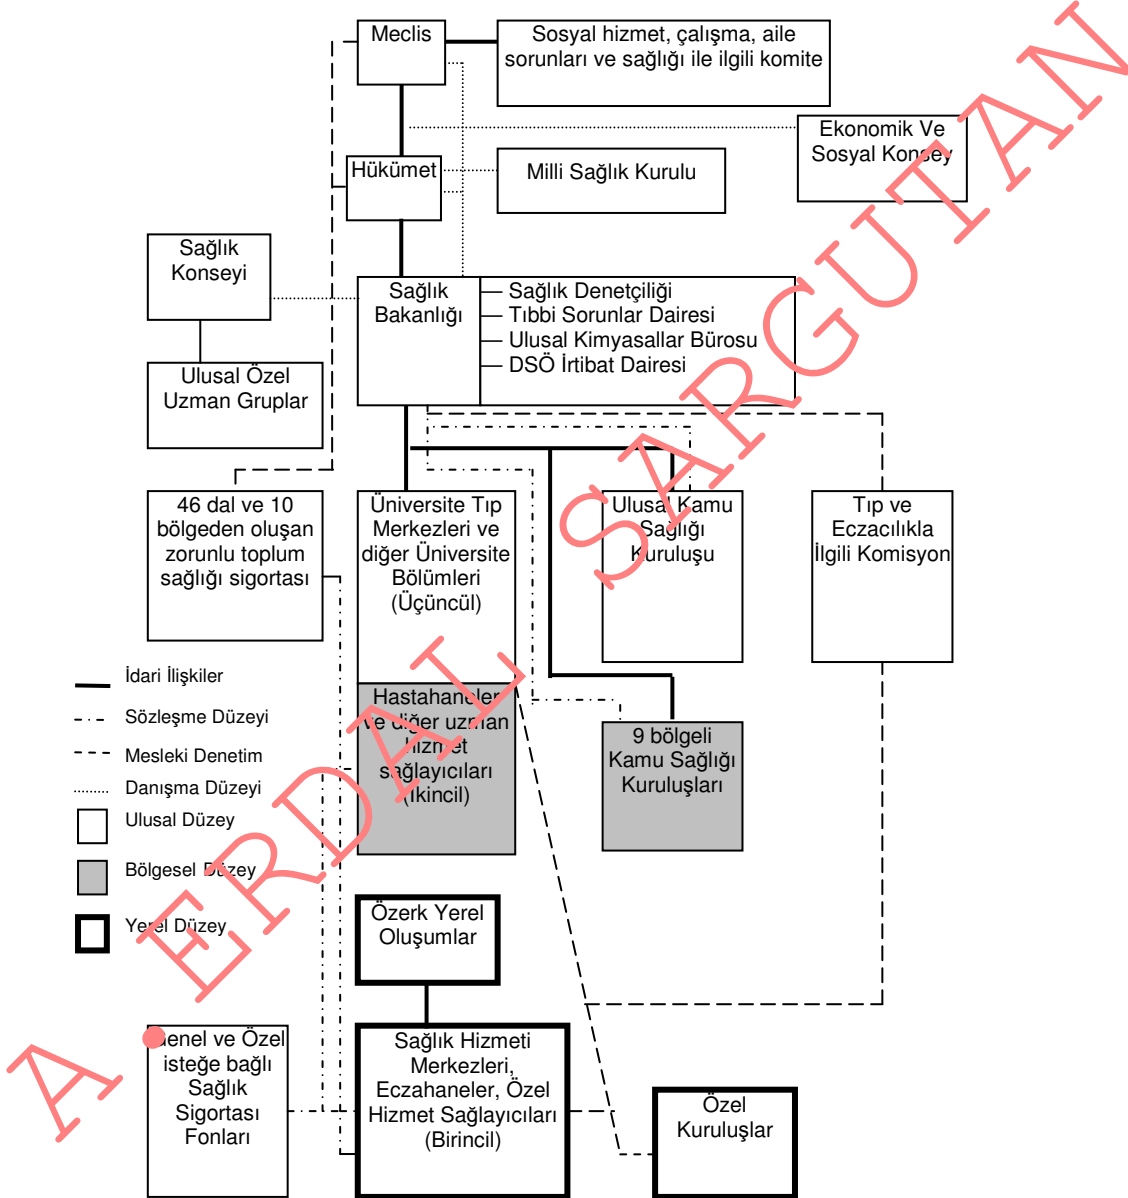 Meclis
Sosyal hizmet, çalışma, aile
sorunları ve sağlığı ile ilgili komite
Ekonomik Ve
Sosyal Konsey
Hükümet
Milli Sağlık Kurulu
Sağlık
Konseyi
Sağlık
Bakanlığı
Sağlık Denetçiliği
Tıbbi Sorunlar Dairesi
Ulusal Kimyasallar Bürosu
DSÖ İrtibat Dairesi
Ulusal Özel
Uzman Gruplar
46 dal ve 10
bölgeden oluşan
zorunlu toplum
sağlığı sigortası
Üniversite Tıp
Merkezleri ve
diğer Üniversite
Bölümleri
(Üçüncül)
Ulusal Kamu
Sağlığı
Kuruluşu
Tıp ve
Eczacılıkla
İlgili Komisyon
İdari İlişkiler
Sözleşme Düzeyi
Mesleki Denetim
Danışma Düzeyi
Ulusal Düzey
Bölgesel Düzey
Yerel Düzey
Hastahaneler
ve diğer uzman
hizmet
sağlayıcıları
(İkincil)
9 bölgeli
Kamu Sağlığı
Kuruluşları
Özerk Yerel
Oluşumlar
Genel ve Özel
isteğe bağlı
Sağlık
Sigortası
Fonları
Sağlık Hizmeti
Merkezleri,
Eczahaneler, Özel
Hizmet Sağlayıcıları
(Birincil)
Özel
Kuruluşlar
A ERDAL SARGUTAN